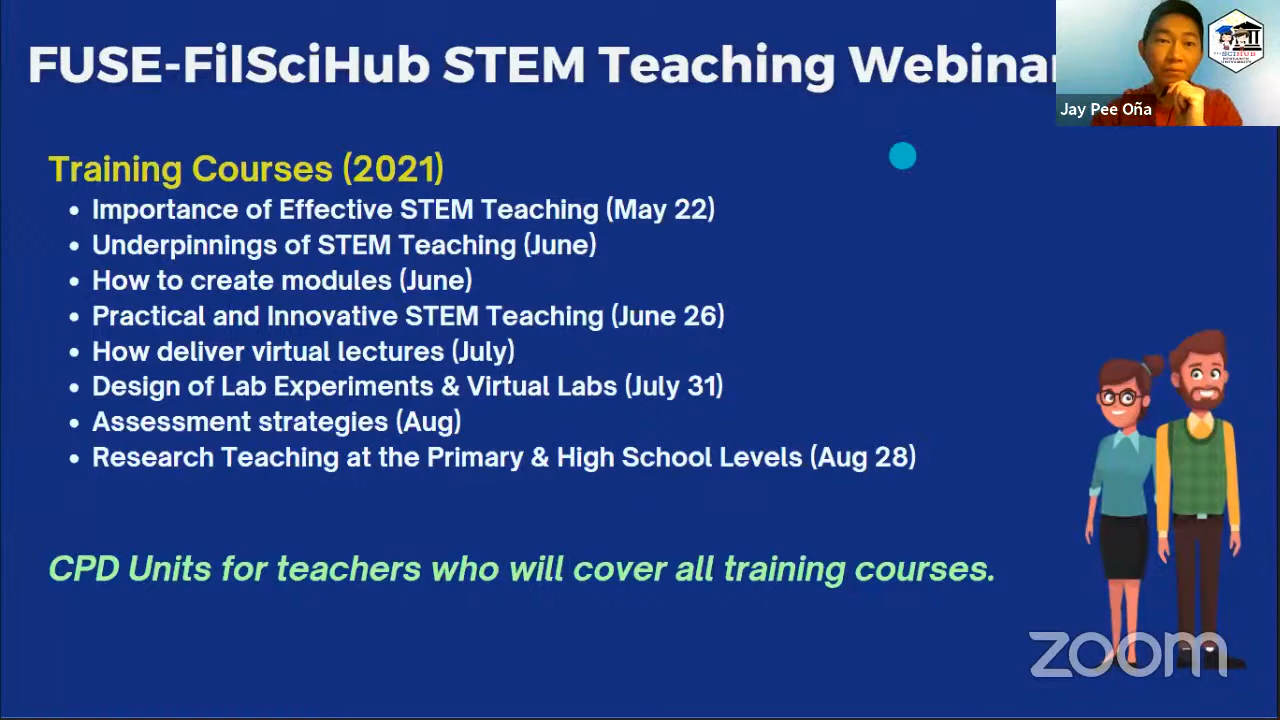 FUSE-FilSciHub STEM Teaching Webinar
Jay Pee Oña
Training Courses (2021)
• Importance of Effective STEM Teaching (May 22)
• Underpinnings of STEM Teaching (June)
• How to create modules (June)
• Practical and Innovative STEM Teaching (June 26)
• How deliver virtual lectures (July)
• Design of Lab Experiments & Virtual Labs (July 31)
• Assessment strategies (Aug)
• Research Teaching at the Primary & High School Levels (Aug 28)
CPD Units for teachers who will cover all training courses.
zoom